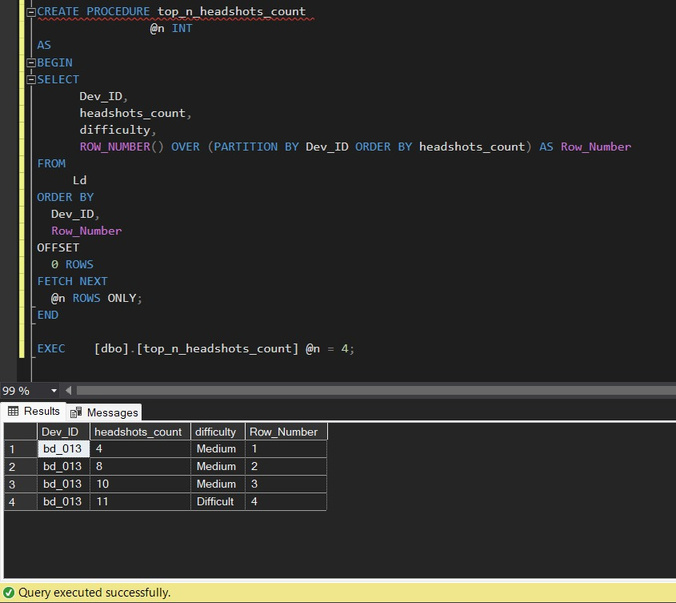 CREATE PROCEDURE top_n_headshots_count
@n INT
AS
BEGIN
SELECT
Dev_ID,
headshots_count,
difficulty,
ROW_NUMBER() OVER (PARTITION BY Dev_ID ORDER BY headshots_count) AS Row_Number
FROM
Ld
ORDER BY
Dev_ID,
Row_Number
OFFSET
0 ROWS
FETCH NEXT
@n ROWS ONLY;
END
EXEC [dbo].[top_n_headshots_count] @n = 4;
99 %
Results Messages
Dev_ID headshots_count difficulty Row_Number
1 bd_013 4 Medium 1
2 bd_013 8 Medium 2
3 bd_013 10 Medium 3
4 bd_013 11 Difficult 4
Query executed successfully.